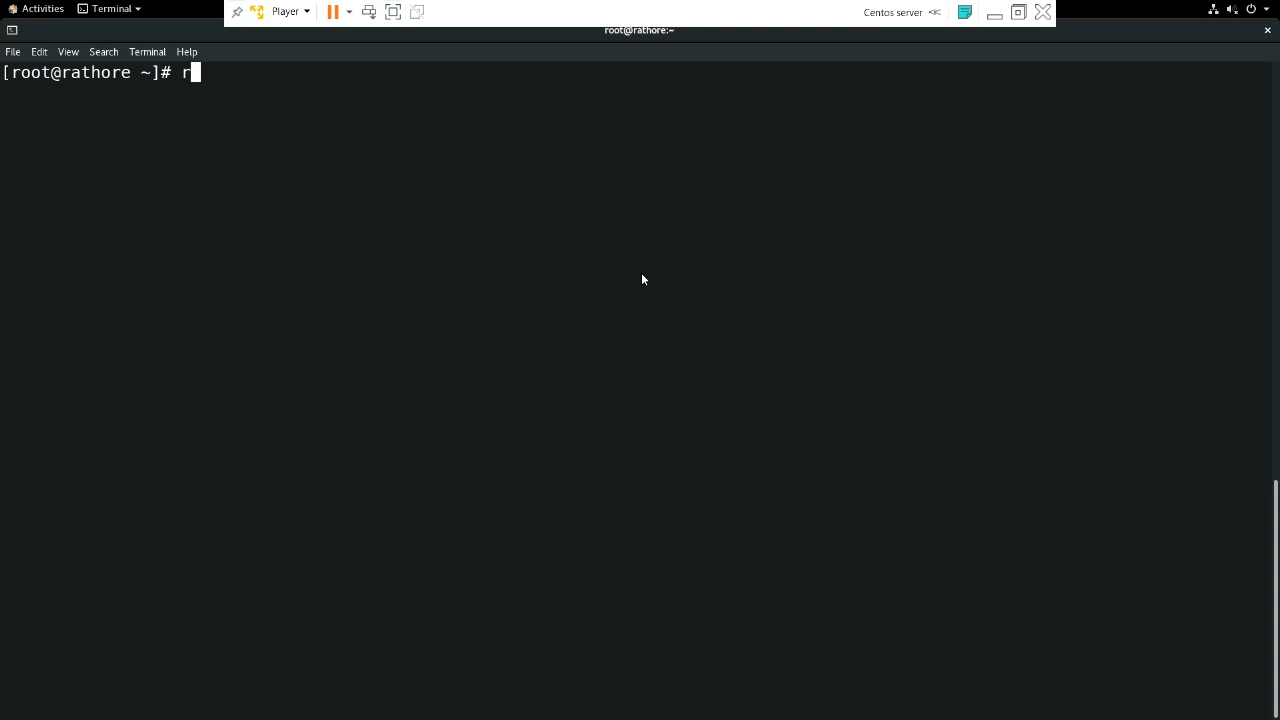 Activities Terminal Player Centos server
root@rathore:~
File Edit View Search Terminal Help
[root@rathore ~]# r